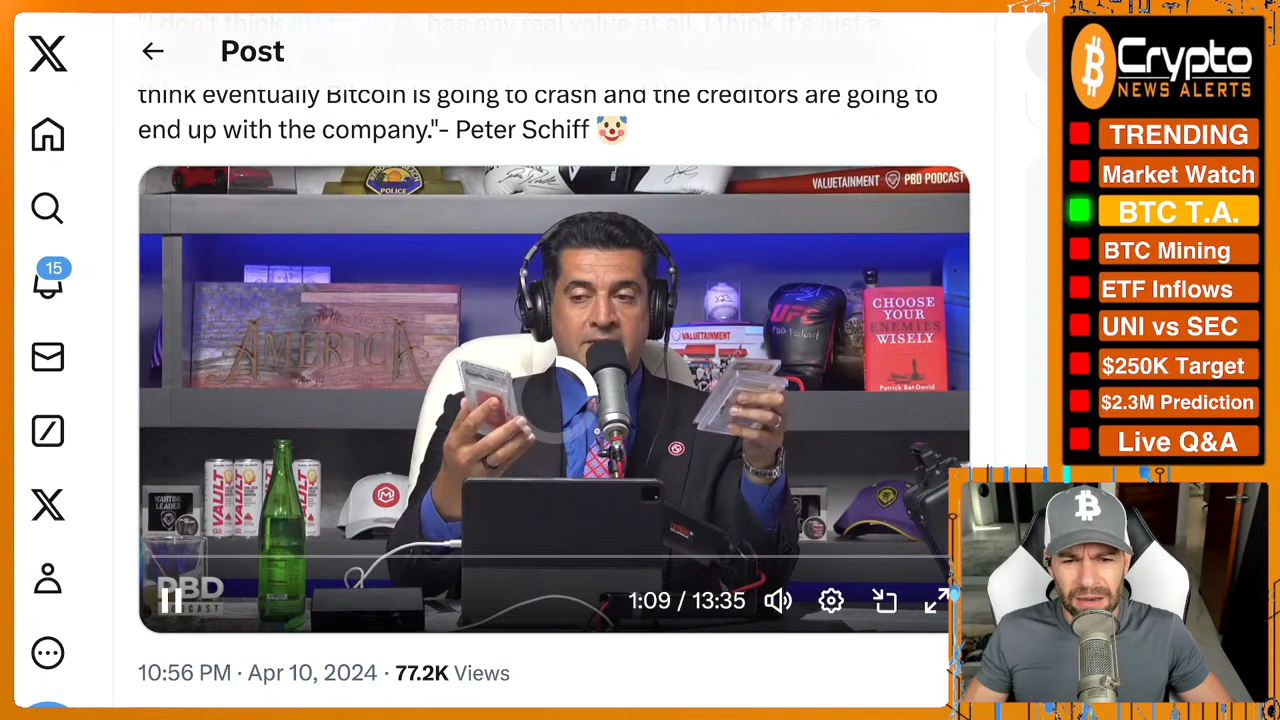 Post
think eventually Bitcoin is going to crash and the creditors are going to
end up with the company."- Peter Schiff 🤡
15
POLICE
VALUETAINMENT PBD PODCAST
AMERICA
VALUETAINMENT
UFC
CHOOSE
YOUR
ENEMIES
WISELY
Patrick Bet-David
VAULT
VAULT
PBD
PODCAST
1:09 / 13:35
10:56 PM · Apr 10, 2024 · 77.2K Views
Crypto
NEWS ALERTS
TRENDING
Market Watch
BTC T.A.
BTC Mining
ETF Inflows
UNI vs SEC
$250K Target
$2.3M Prediction
Live Q&A